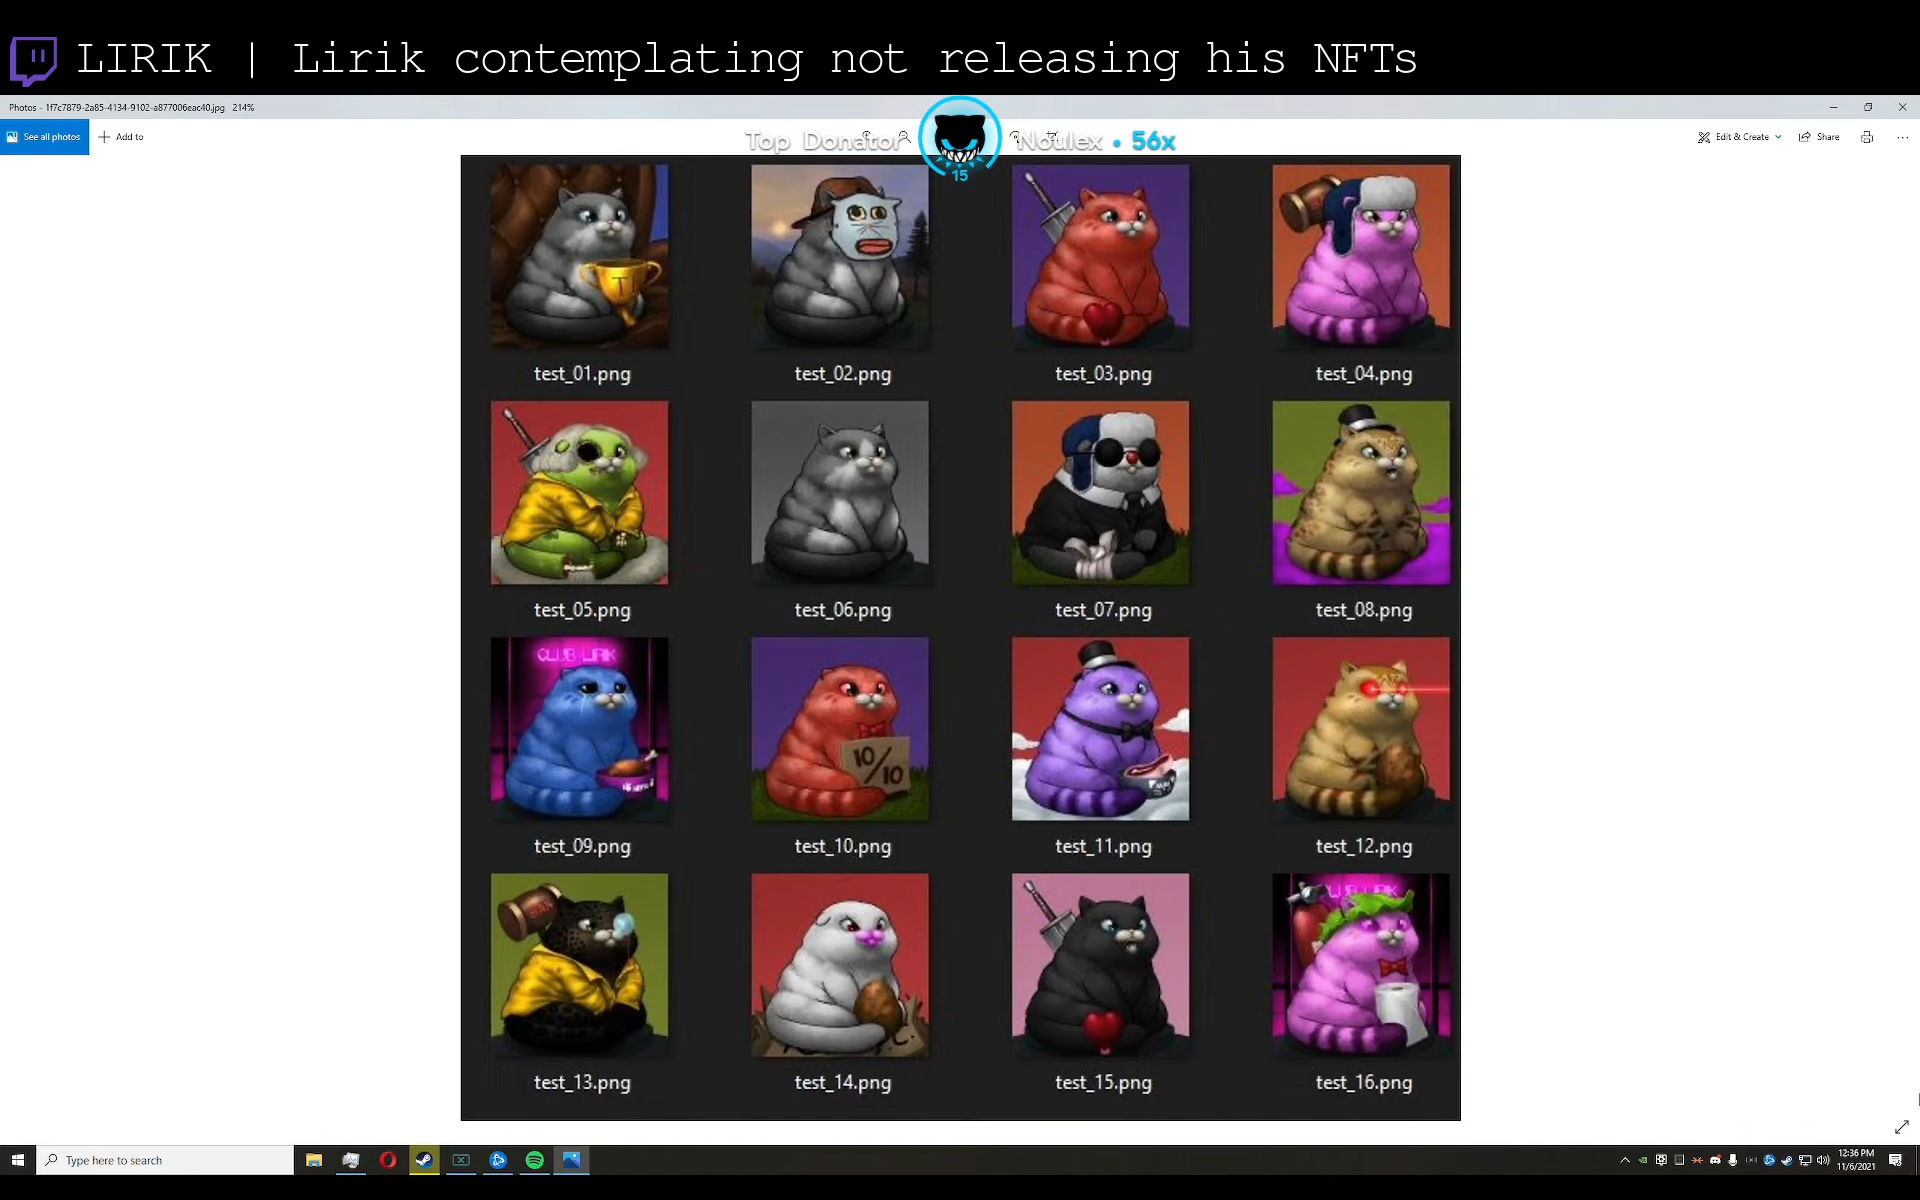 LIRIK | Lirik contemplating not releasing his NFTs
Photos - 1f7c7879-2a85-4134-9102-a877006eac40.jpg 214%
See all photos
Add to
Top Donator
Noulex • 56x
15
Edit & Create
Share
test_01.png
test_02.png
test_03.png
test_04.png
test_05.png
test_06.png
test_07.png
test_08.png
CLUB LIRIK
10/10
test_09.png
test_10.png
test_11.png
test_12.png
CLUB LIRIK
test_13.png
test_14.png
test_15.png
test_16.png
Type here to search
12:36 PM
11/6/2021